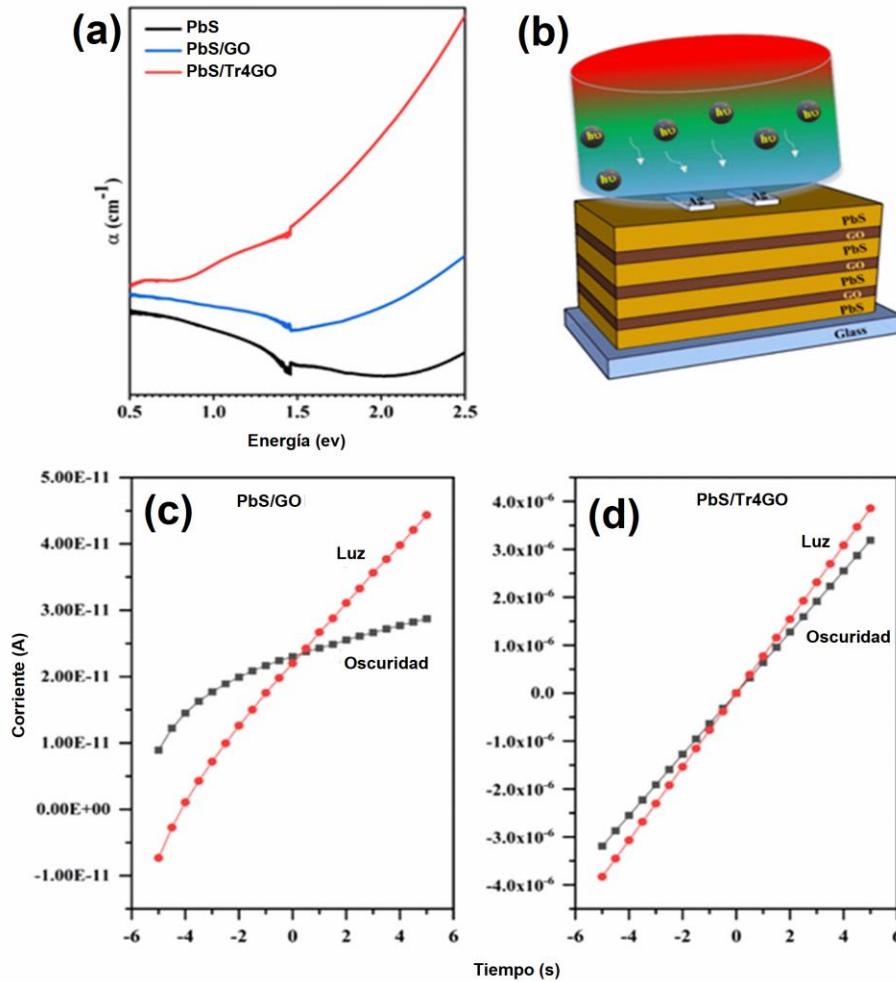 (a)
PbS
PbS/GO
PbS/Tr4GO
α (cm⁻¹)
0.5 1.0 1.5 2.0 2.5
Energía (ev)
(b)
hυ hυ hυ hυ hυ hυ
Ag Ag
PbS
GO
PbS
GO
PbS
GO
PbS
Glass
(c)
PbS/GO
Luz
Oscuridad
5.00E-11
4.00E-11
3.00E-11
2.00E-11
1.00E-11
0.00E+00
-1.00E-11
Corriente (A)
-6 -4 -2 0 2 4 6
(d)
PbS/Tr4GO
Luz
Oscuridad
4.0x10⁻⁶
3.0x10⁻⁶
2.0x10⁻⁶
1.0x10⁻⁶
0.0
-1.0x10⁻⁶
-2.0x10⁻⁶
-3.0x10⁻⁶
-4.0x10⁻⁶
-6 -4 -2 0 2 4 6
Tiempo (s)